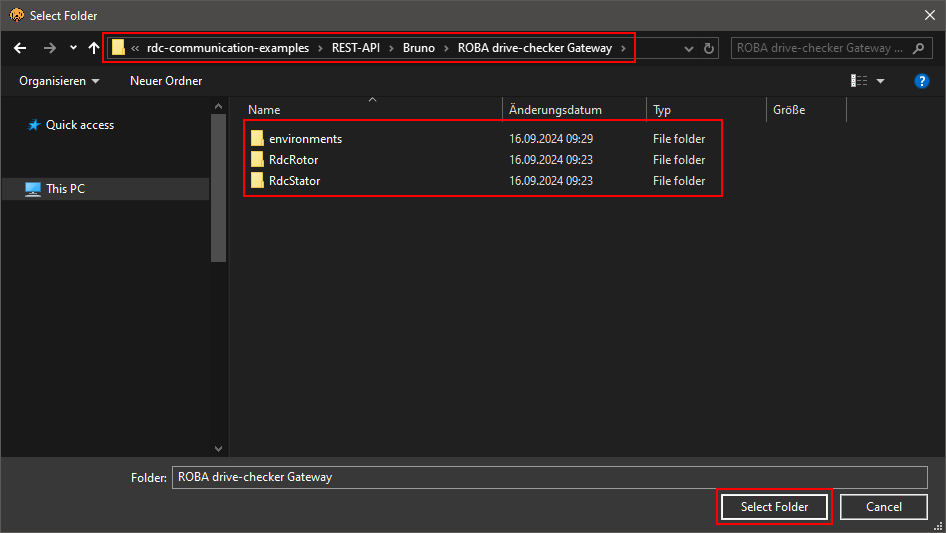 Select Folder
« rdc-communication-examples > REST-API > Bruno > ROBA drive-checker Gateway >
ROBA drive-checker Gateway ...
Organisieren
Neuer Ordner
Name Änderungsdatum Typ Größe
Quick access
This PC
environments 16.09.2024 09:29 File folder
RdcRotor 16.09.2024 09:23 File folder
RdcStator 16.09.2024 09:23 File folder
Folder: ROBA drive-checker Gateway
Select Folder
Cancel